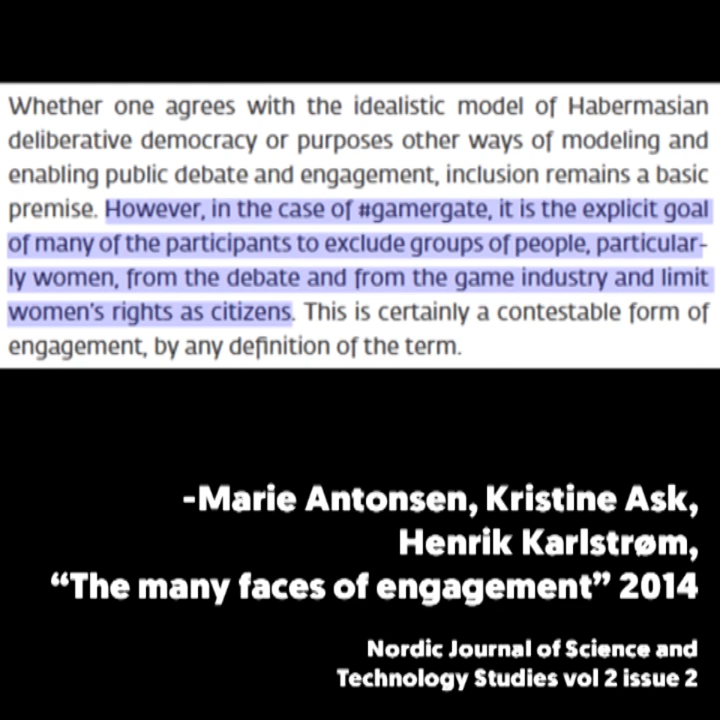 Whether one agrees with the idealistic model of Habermasian
deliberative democracy or purposes other ways of modeling and
enabling public debate and engagement, inclusion remains a basic
premise. However, in the case of #gamergate, it is the explicit goal
of many of the participants to exclude groups of people, particular-
ly women, from the debate and from the game industry and limit
women's rights as citizens. This is certainly a contestable form of
engagement, by any definition of the term.
-Marie Antonsen, Kristine Ask,
Henrik Karlstrøm,
“The many faces of engagement” 2014
Nordic Journal of Science and
Technology Studies vol 2 issue 2